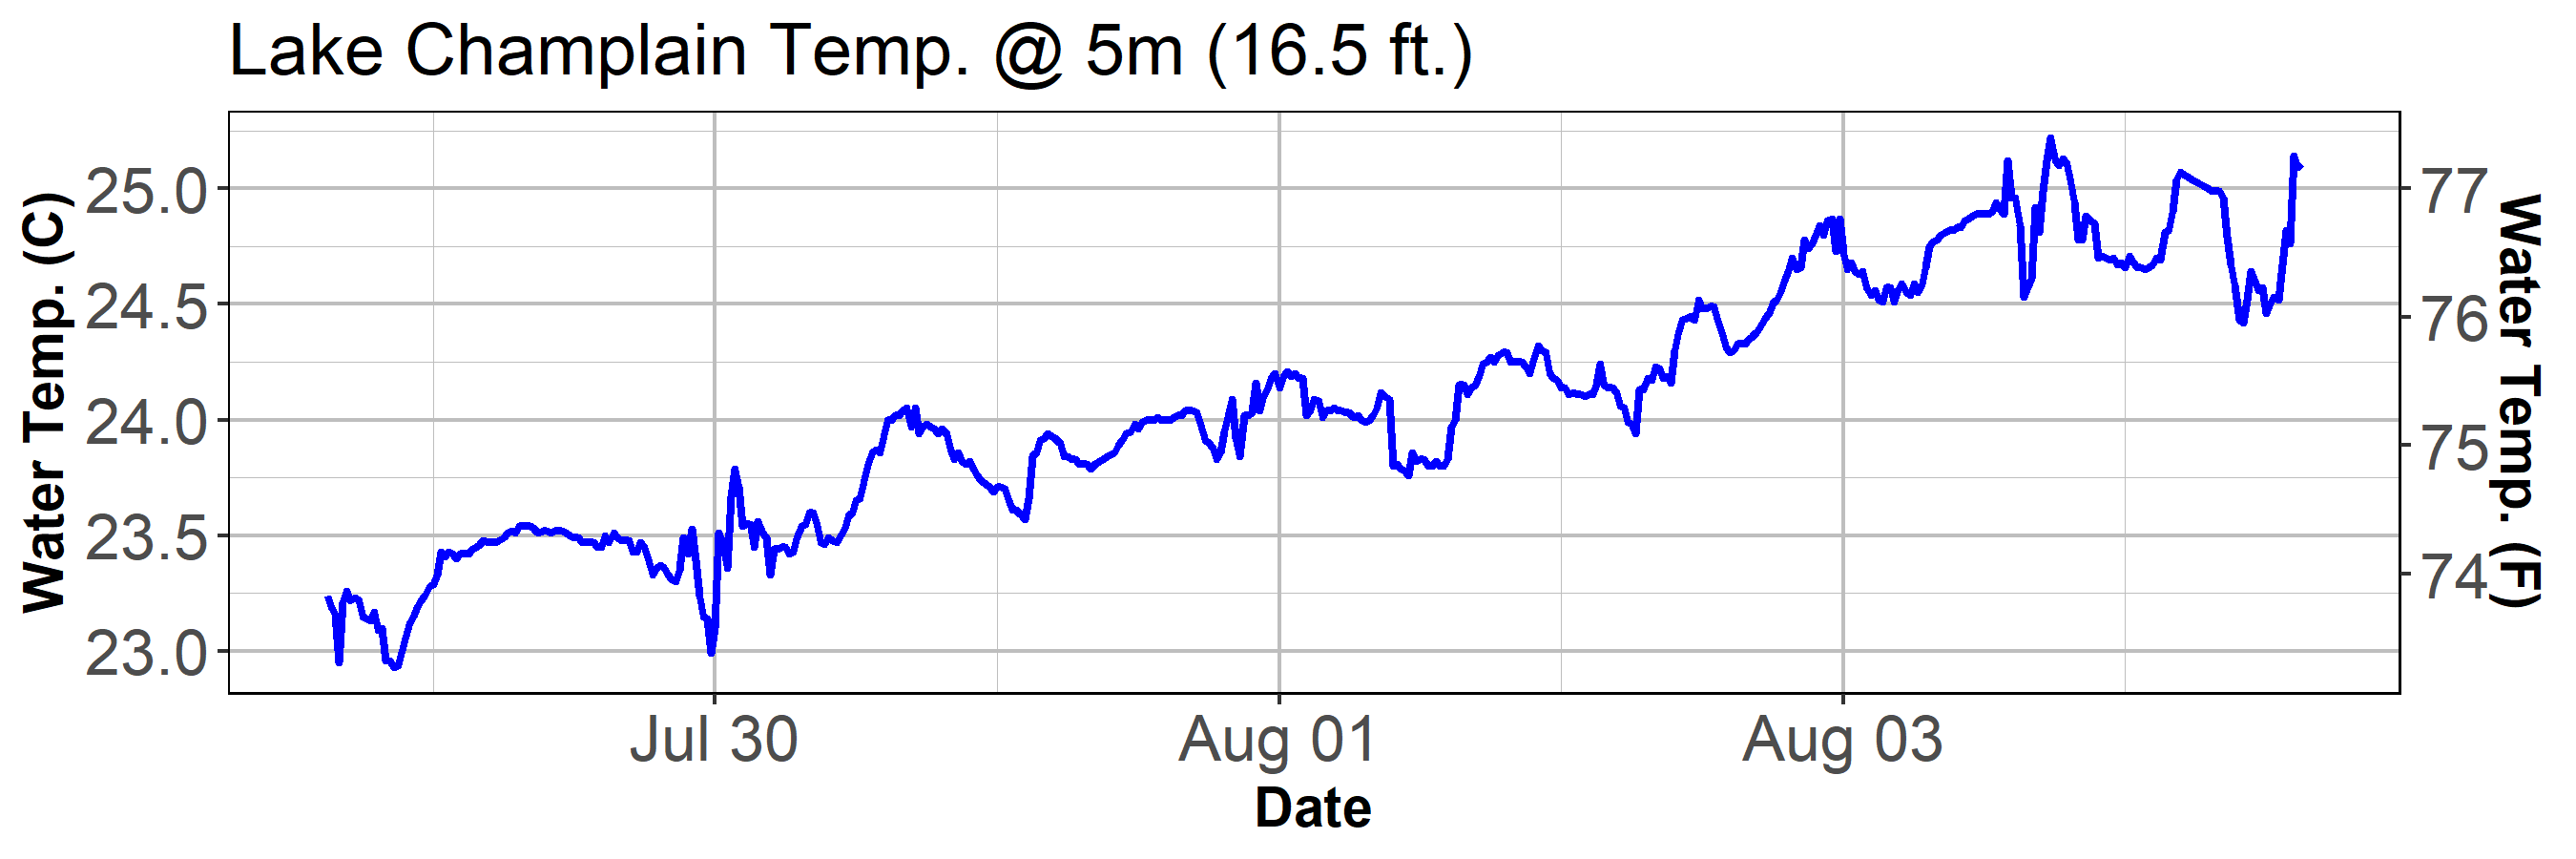 Lake Champlain Temp. @ 5m (16.5 ft.)
Water Temp. (C)
25.0
24.5
24.0
23.5
23.0
77
76
75
74
Water Temp. (F)
Jul 30
Aug 01
Aug 03
Date